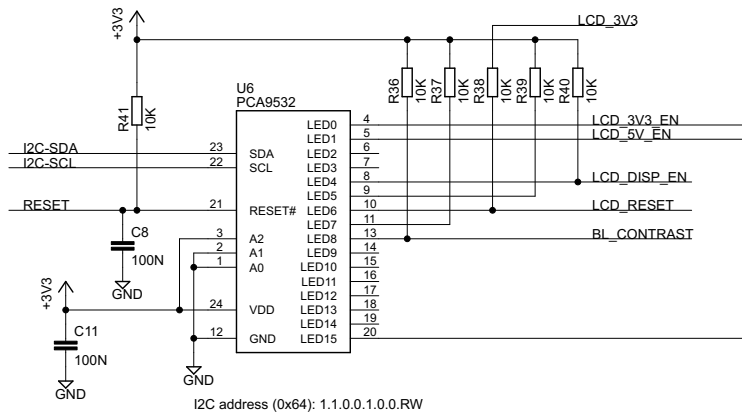 +3V3
LCD_3V3
R41
10K
R36
10K
R37
10K
R38
10K
R39
10K
R40
10K
U6
PCA9532
I2C-SDA
23
SDA
I2C-SCL
22
SCL
RESET
21
RESET#
3
A2
2
A1
1
A0
24
VDD
12
GND
LED0
4
LCD_3V3_EN
LED1
5
LCD_5V_EN
LED2
6
LED3
7
LED4
8
LCD_DISP_EN
LED5
9
LED6
10
LCD_RESET
LED7
11
LED8
13
BL_CONTRAST
LED9
14
LED10
15
LED11
16
LED12
17
LED13
18
LED14
19
LED15
20
C8
100N
GND
+3V3
C11
100N
GND
GND
I2C address (0x64): 1.1.0.0.1.0.0.RW